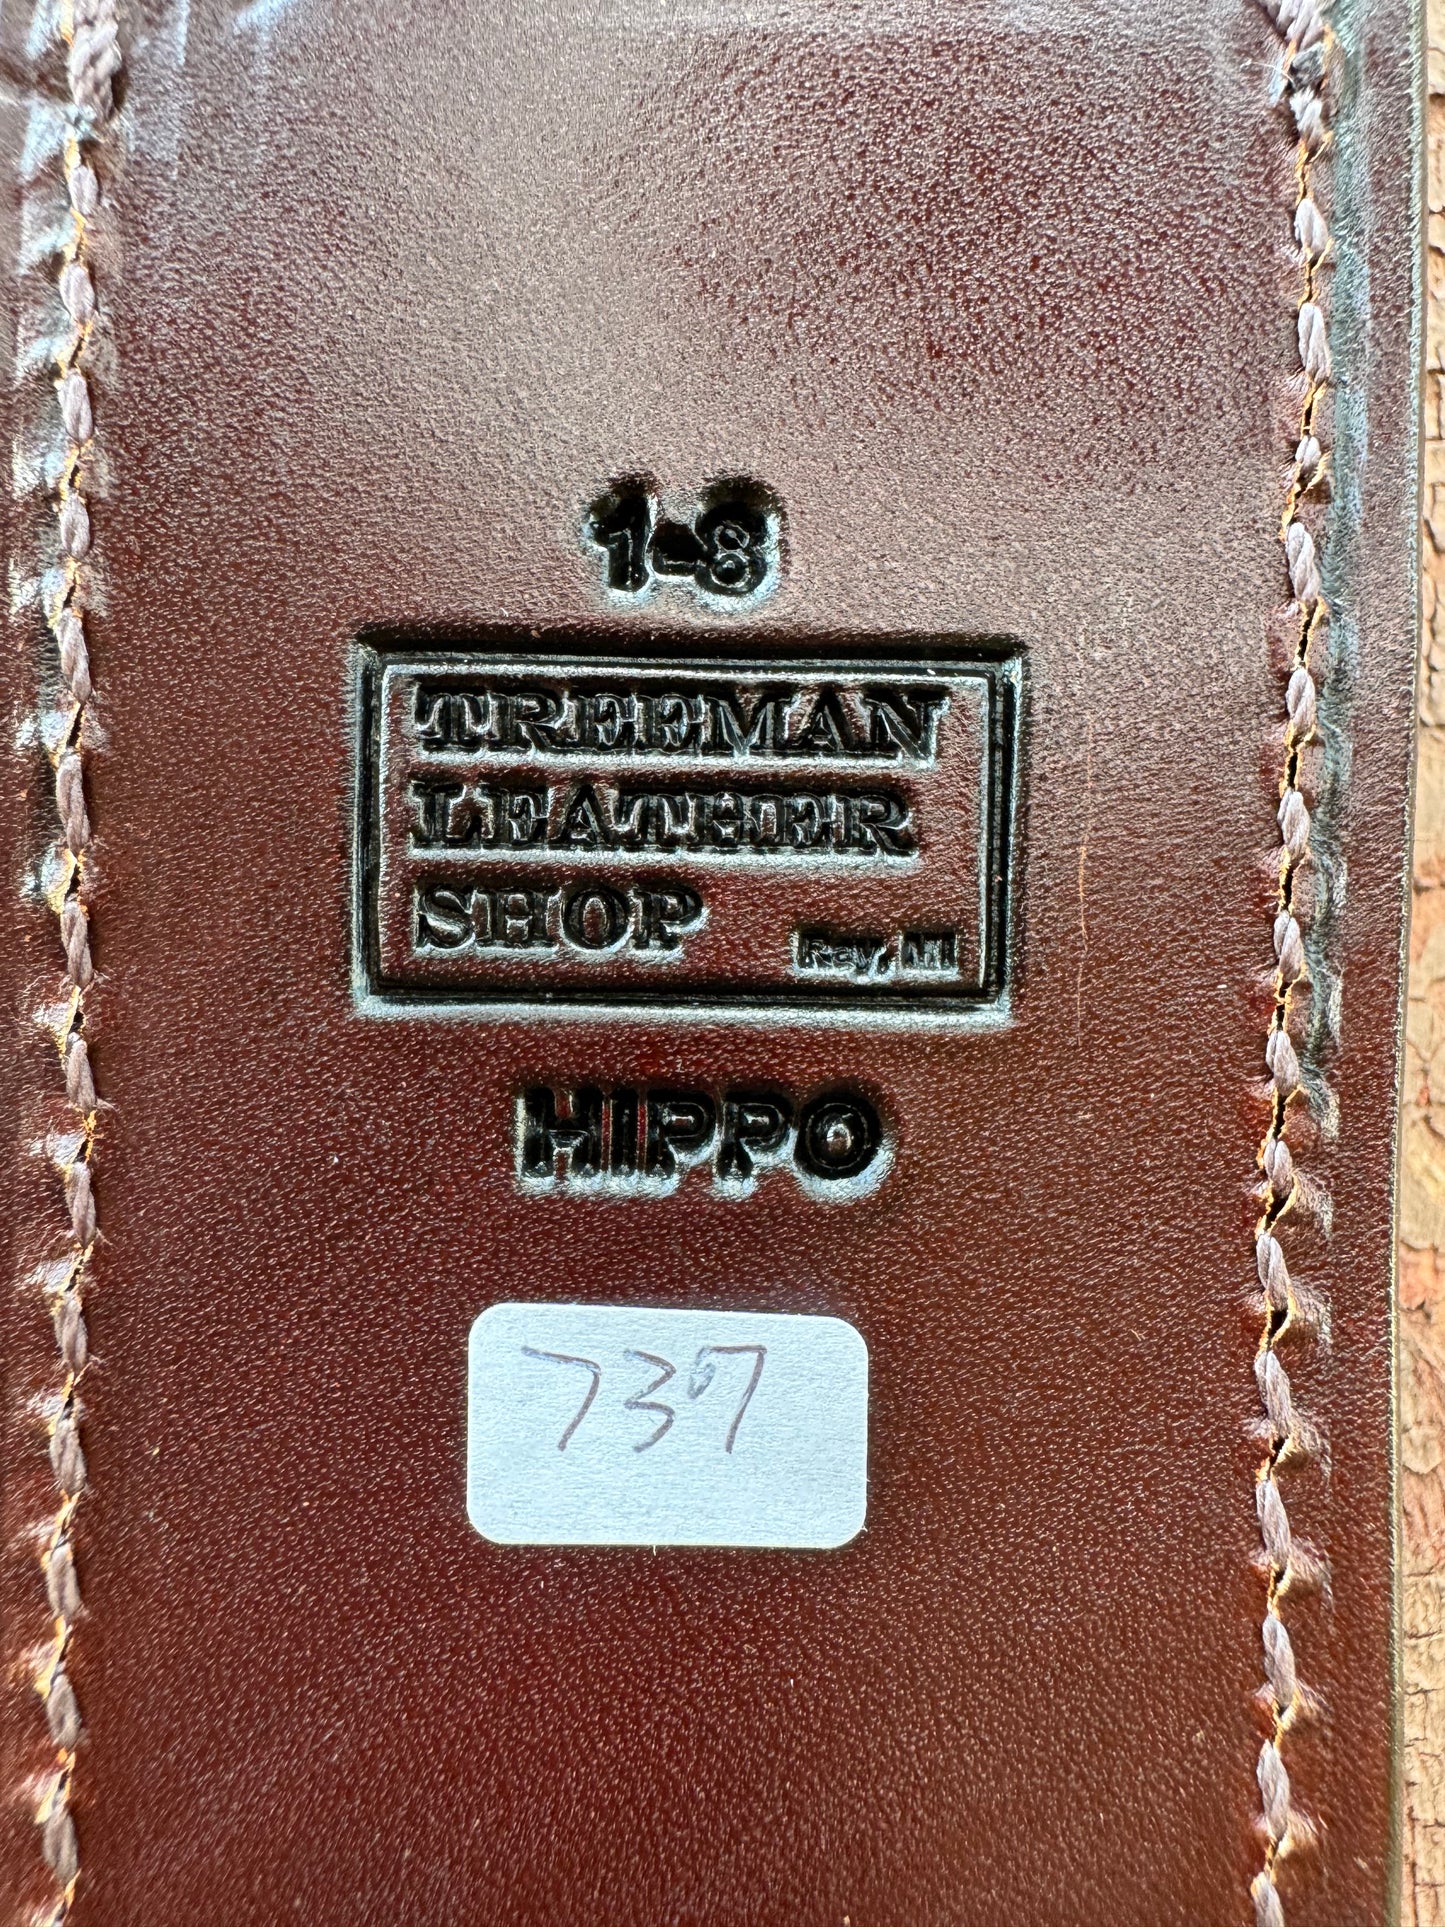 1-8
TREEMAN
LEATHER
SHOP Ray, MI
HIPPO
737